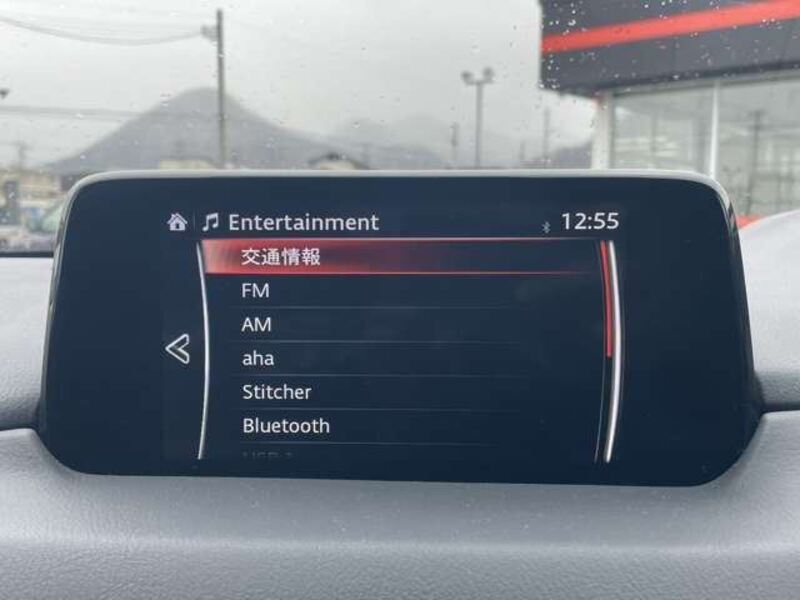 Entertainment 12:55
交通情報
FM
AM
aha
Stitcher
Bluetooth